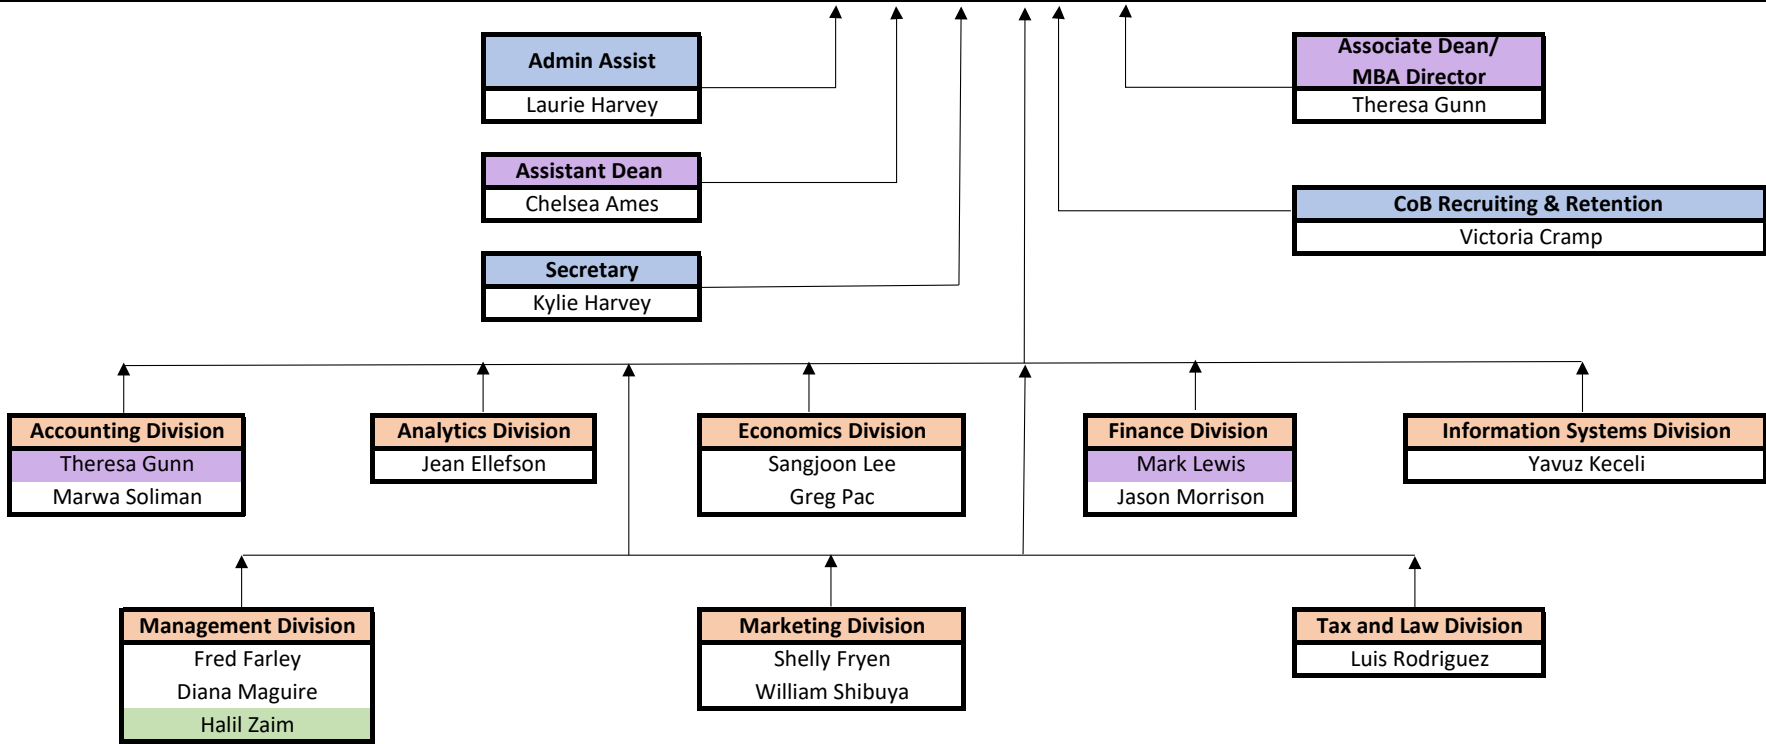 Admin Assist
Laurie Harvey
Associate Dean/
MBA Director
Theresa Gunn
Assistant Dean
Chelsea Ames
CoB Recruiting & Retention
Victoria Cramp
Secretary
Kylie Harvey
Accounting Division
Theresa Gunn
Marwa Soliman
Analytics Division
Jean Ellefson
Economics Division
Sangjoon Lee
Greg Pac
Finance Division
Mark Lewis
Jason Morrison
Information Systems Division
Yavuz Keceli
Management Division
Fred Farley
Diana Maguire
Halil Zaim
Marketing Division
Shelly Fryen
William Shibuya
Tax and Law Division
Luis Rodriguez